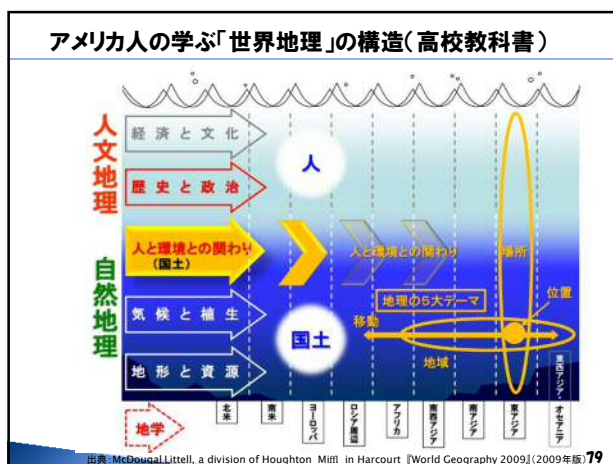 アメリカ人の学ぶ「世界地理」の構造(高校教科書)
人文地理
経済と文化
歴史と政治
人
人と環境との関わり
(国土)
人と環境との関わり
場所
自然地理
気候と植生
地形と資源
国土
地理の5大テーマ
位置
移動
地域
地学
北米
南米
ヨーロッパ
ロシア周辺
アフリカ
南西アジア
南アジア
東アジア
東西アジア・オセアニア
出典:McDougal Littell, a division of Houghton Miffl in Harcourt『World Geography 2009』(2009年版)
79